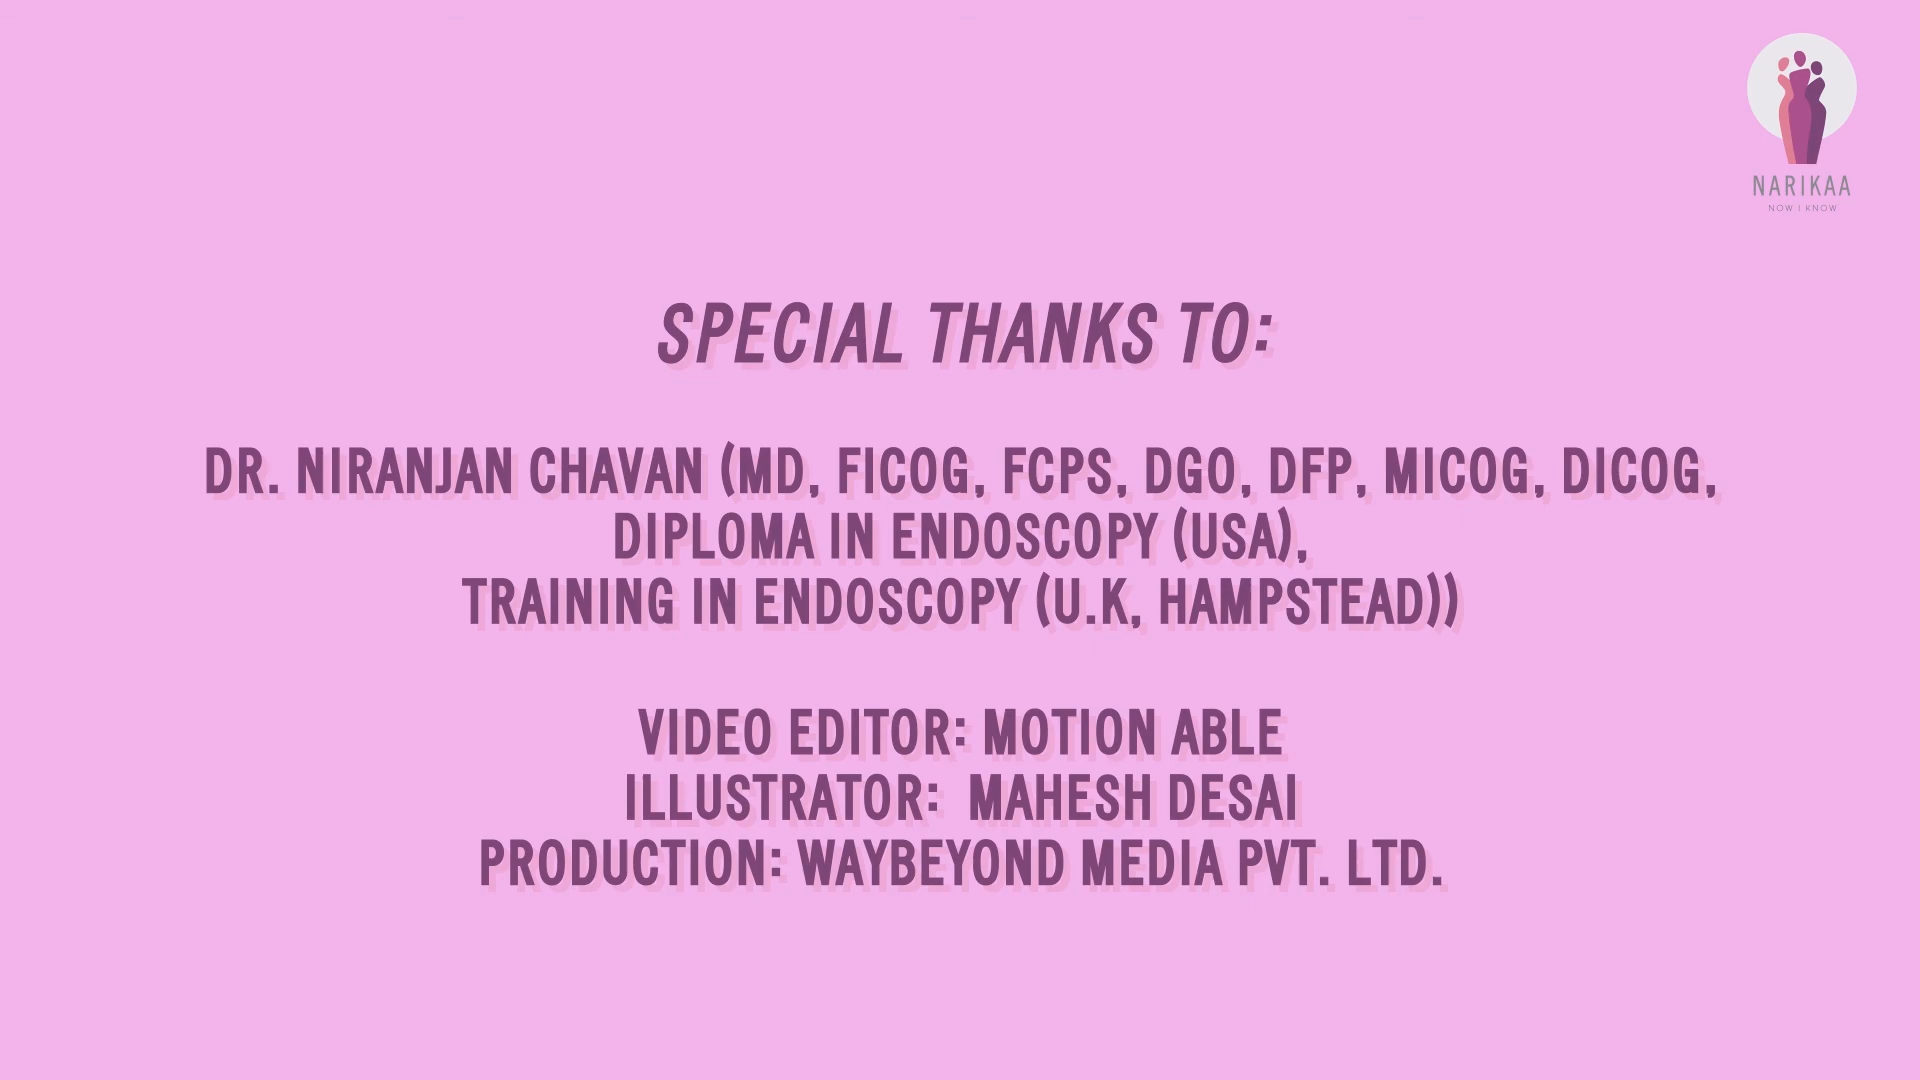 NARIKAA
NOW I KNOW
SPECIAL THANKS TO:
DR. NIRANJAN CHAVAN (MD, FICOG, FCPS, DGO, DFP, MICOG, DICOG,
DIPLOMA IN ENDOSCOPY (USA),
TRAINING IN ENDOSCOPY (U.K, HAMPSTEAD))
VIDEO EDITOR: MOTION ABLE
ILLUSTRATOR: MAHESH DESAI
PRODUCTION: WAYBEYOND MEDIA PVT. LTD.